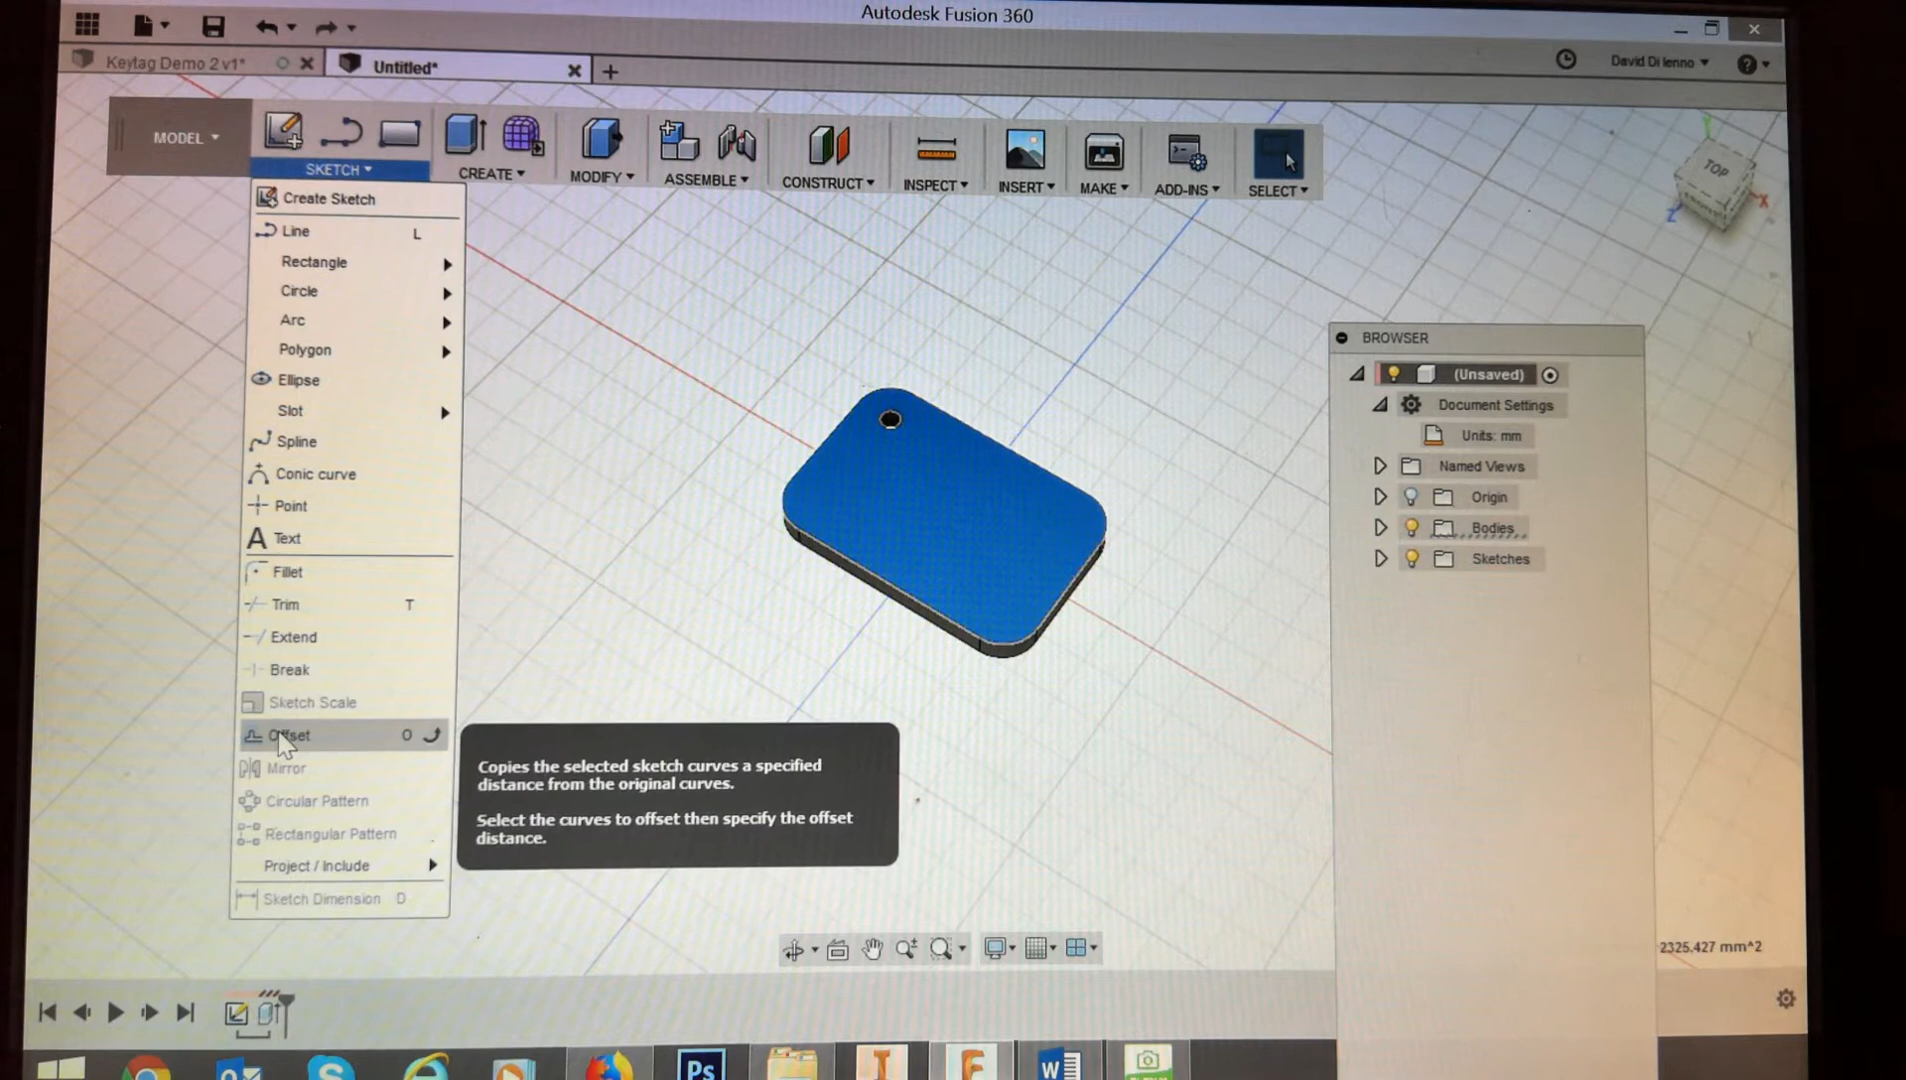 Autodesk Fusion 360
Keytag Demo 2 v1*
Untitled*
David Di Ienno
MODEL
SKETCH
CREATE
MODIFY
ASSEMBLE
CONSTRUCT
INSPECT
INSERT
MAKE
ADD-INS
SELECT
TOP
Create Sketch
Line L
Rectangle
Circle
Arc
Polygon
Ellipse
Slot
Spline
Conic curve
Point
A Text
Fillet
Trim T
Extend
Break
Sketch Scale
Offset O
Mirror
Circular Pattern
Rectangular Pattern
Project / Include
Sketch Dimension D
Copies the selected sketch curves a specified
distance from the original curves.
Select the curves to offset then specify the offset
distance.
BROWSER
(Unsaved)
Document Settings
Units: mm
Named Views
Origin
Bodies
Sketches
2325.427 mm^2
Ps